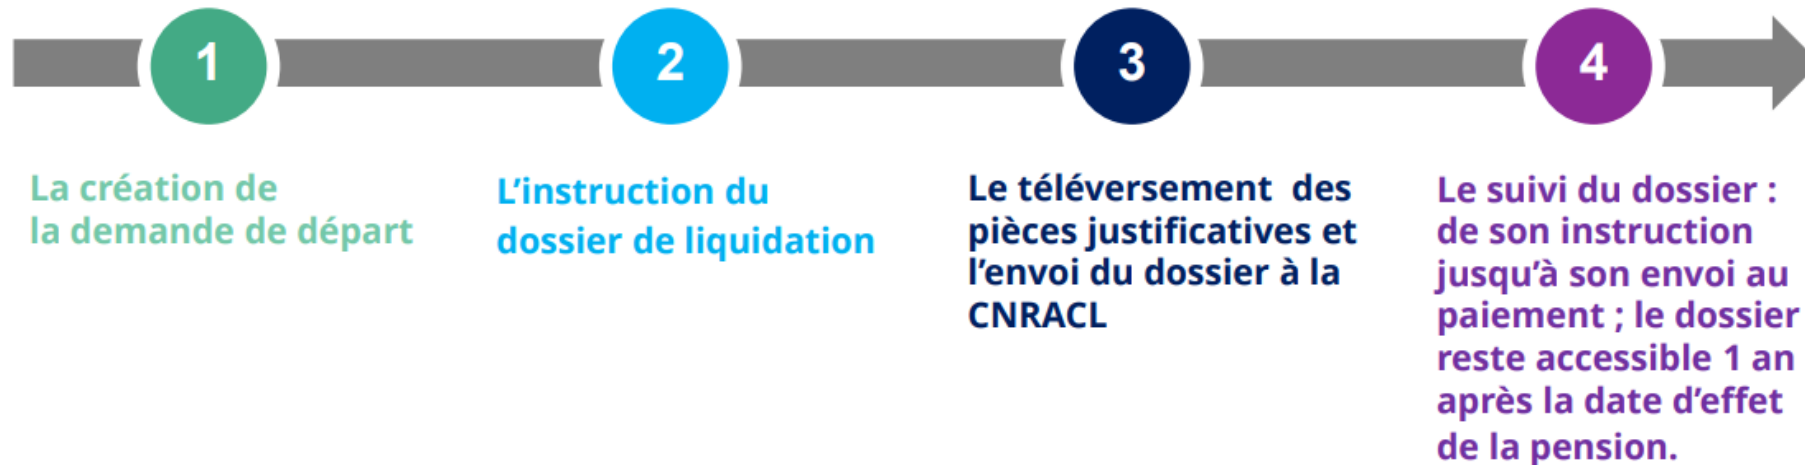 1
La création de
la demande de départ
2
L’instruction du
dossier de liquidation
3
Le téléversement  des
pièces justificatives et
l’envoi du dossier à la
CNRACL
4
Le suivi du dossier :
de son instruction
jusqu’à son envoi au
paiement ; le dossier
reste accessible 1 an
après la date d’effet
de la pension.